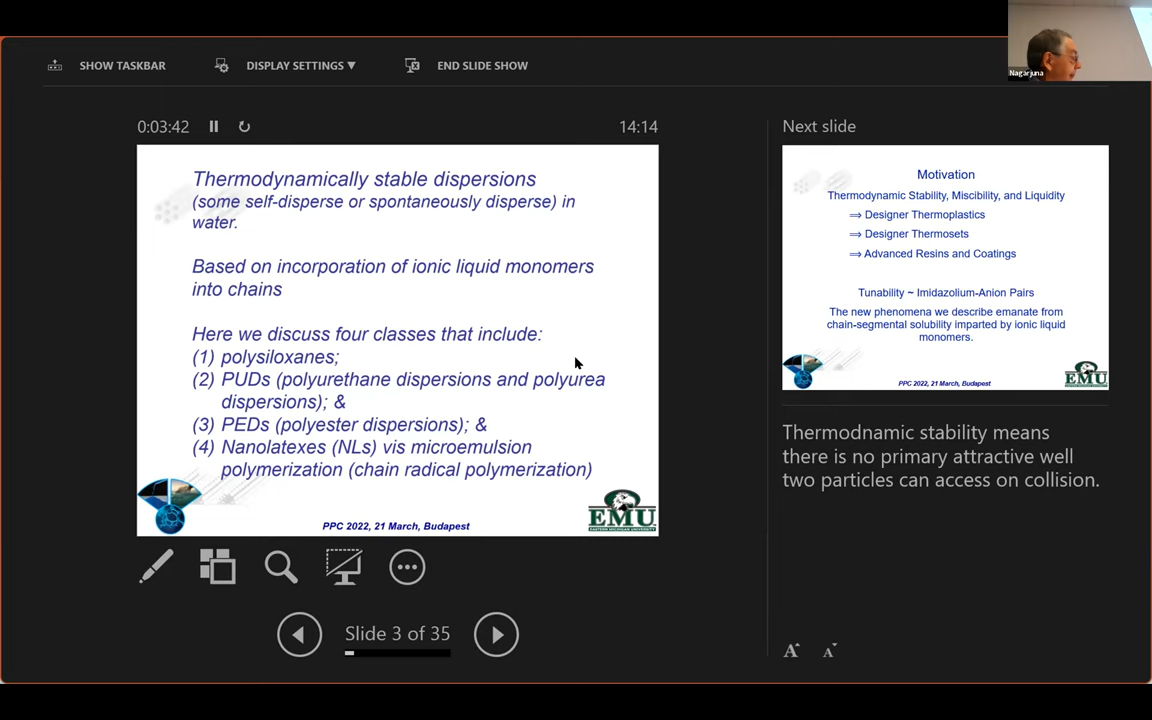 SHOW TASKBAR
DISPLAY SETTINGS ▼
END SLIDE SHOW
Nagarjuna
0:03:42
14:14
Thermodynamically stable dispersions
(some self-disperse or spontaneously disperse) in
water.
Based on incorporation of ionic liquid monomers
into chains
Here we discuss four classes that include:
(1) polysiloxanes;
(2) PUDs (polyurethane dispersions and polyurea
dispersions); &
(3) PEDs (polyester dispersions); &
(4) Nanolatexes (NLs) vis microemulsion
polymerization (chain radical polymerization)
PPC 2022, 21 March, Budapest
EMU
Slide 3 of 35
Next slide
Motivation
Thermodynamic Stability, Miscibility, and Liquidity
⇒ Designer Thermoplastics
⇒ Designer Thermosets
⇒ Advanced Resins and Coatings
Tunability ~ Imidazolium-Anion Pairs
The new phenomena we describe emanate from
chain-segmental solubility imparted by ionic liquid
monomers.
PPC 2022, 21 March, Budapest
EMU
Thermodnamic stability means
there is no primary attractive well
two particles can access on collision.
A A